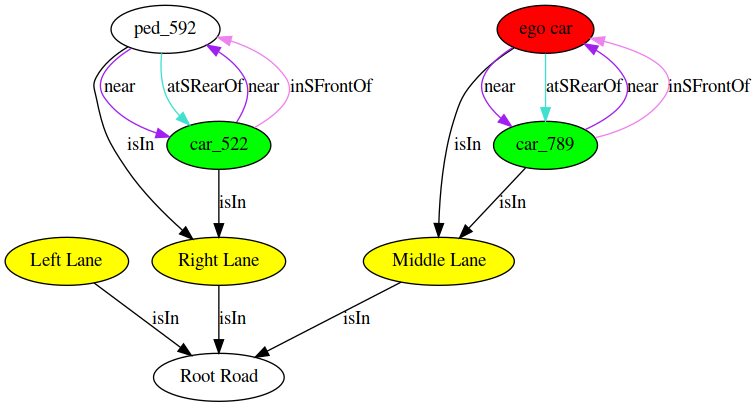 ped_592
ego car
near
atSRearOf
near
inSFrontOf
near
atSRearOf
near
inSFrontOf
isIn
car_522
isIn
car_789
isIn
isIn
Left Lane
Right Lane
Middle Lane
isIn
isIn
isIn
Root Road